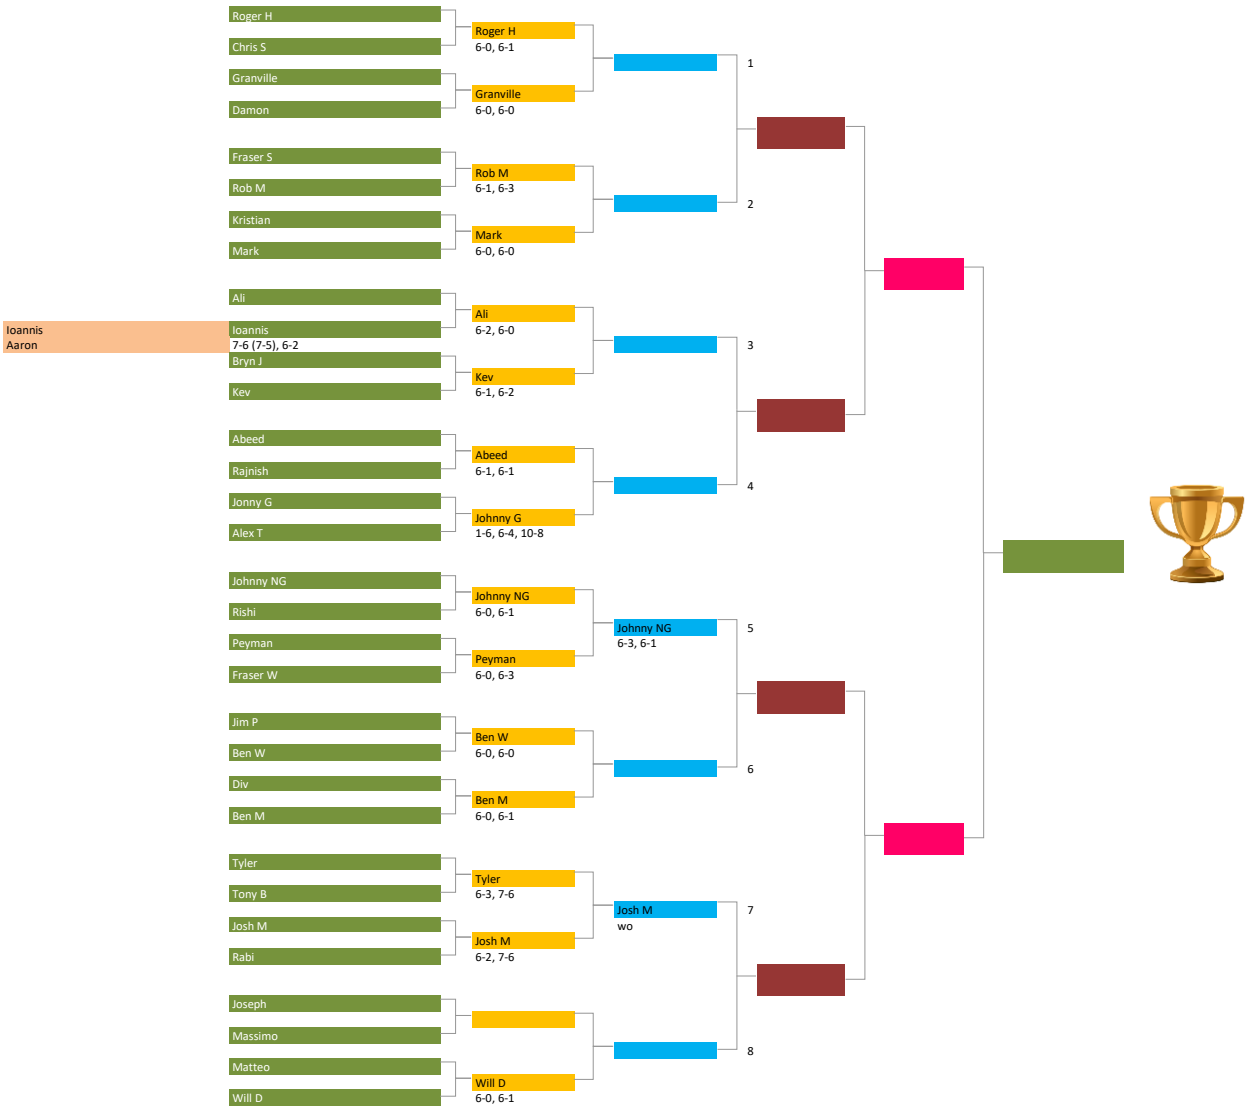 Roger H
Roger H
6-0, 6-1
Chris S
1
Granville
Granville
6-0, 6-0
Damon
Fraser S
Rob M
6-1, 6-3
Rob M
2
Kristian
Mark
6-0, 6-0
Mark
Ali
Ali
6-2, 6-0
Ioannis
Aaron
Ioannis
7-6 (7-5), 6-2
3
Bryn J
Kev
6-1, 6-2
Kev
Abeed
Abeed
6-1, 6-1
Rajnish
4
Jonny G
Johnny G
1-6, 6-4, 10-8
Alex T
Johnny NG
Johnny NG
6-0, 6-1
Rishi
Johnny NG
6-3, 6-1
5
Peyman
Peyman
6-0, 6-3
Fraser W
Jim P
Ben W
6-0, 6-0
Ben W
6
Div
Ben M
6-0, 6-1
Ben M
Tyler
Tyler
6-3, 7-6
Tony B
Josh M
wo
7
Josh M
Josh M
6-2, 7-6
Rabi
Joseph
Massimo
8
Matteo
Will D
6-0, 6-1
Will D